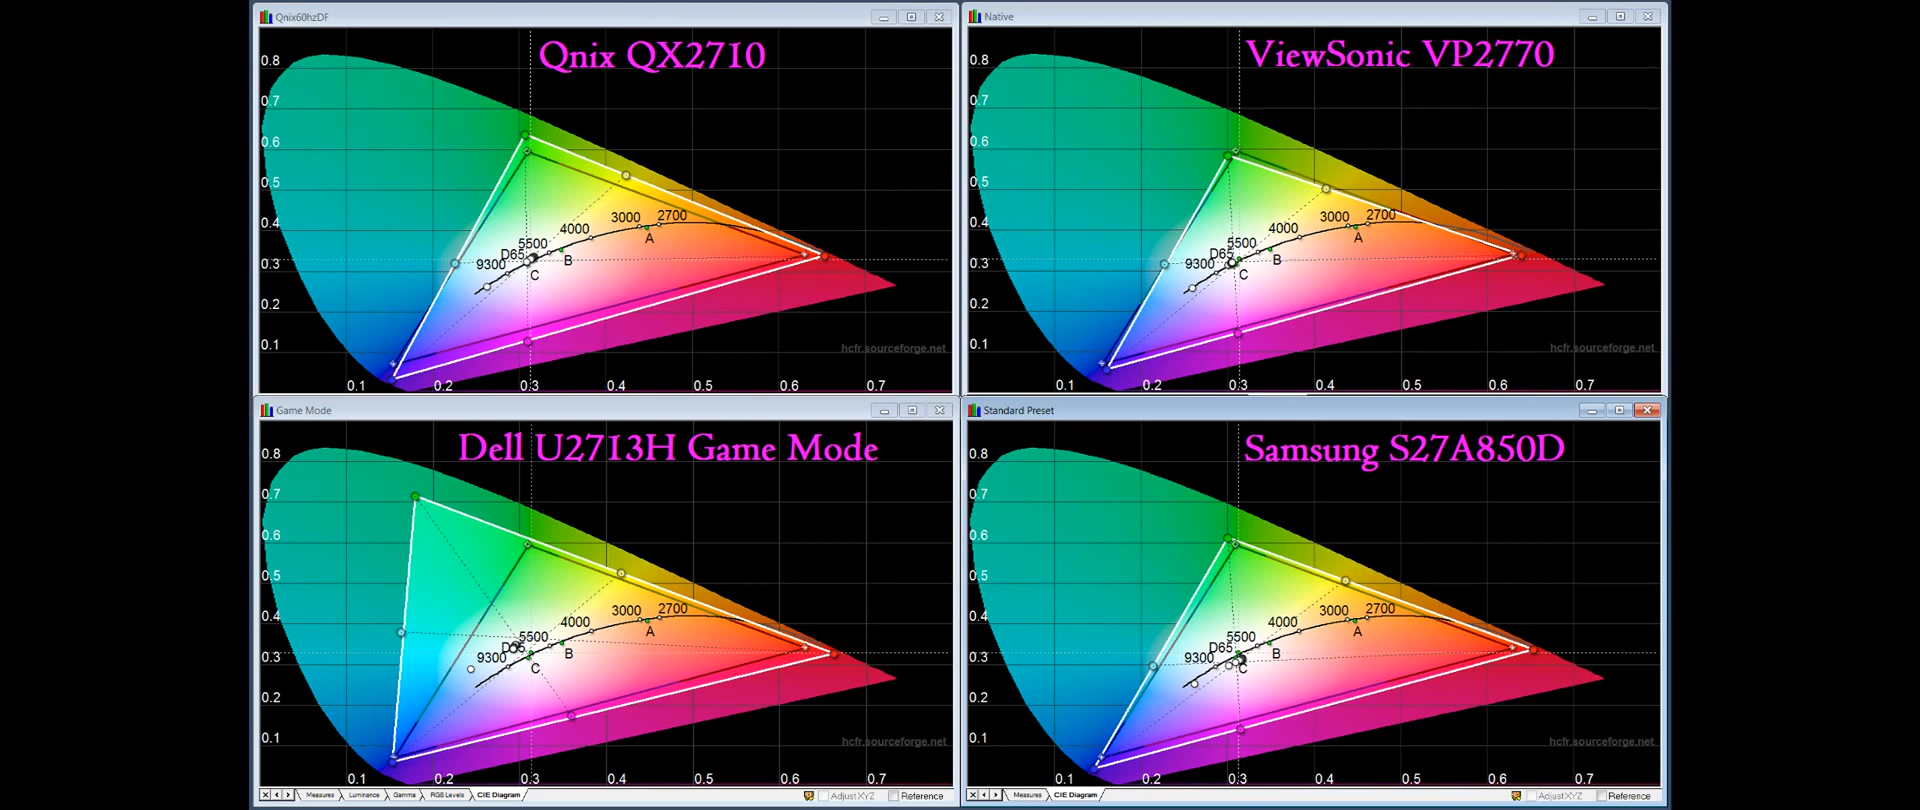 Qnix60hzDF
Qnix QX2710
0.8
0.7
0.6
0.5
0.4
0.3
0.2
0.1
3000 2700
4000
5500
D65
9300
A
B
C
hcfr.sourceforge.net
0.1 0.2 0.3 0.4 0.5 0.6 0.7
Native
ViewSonic VP2770
0.8
0.7
0.6
0.5
0.4
0.3
0.2
0.1
3000 2700
4000
5500
D65
9300
A
B
C
hcfr.sourceforge.net
0.1 0.2 0.3 0.4 0.5 0.6 0.7
Game Mode
Dell U2713H Game Mode
0.8
0.7
0.6
0.5
0.4
0.3
0.2
0.1
3000 2700
4000
5500
D65
9300
A
B
C
hcfr.sourceforge.net
0.1 0.2 0.3 0.4 0.5 0.6 0.7
Measures Luminance Gamma RGB Levels CIE Diagram AdjustXYZ Reference
Standard Preset
Samsung S27A850D
0.8
0.7
0.6
0.5
0.4
0.3
0.2
0.1
3000 2700
4000
5500
D65
9300
A
B
C
hcfr.sourceforge.net
0.1 0.2 0.3 0.4 0.5 0.6 0.7
Measures CIE Diagram AdjustXYZ Reference